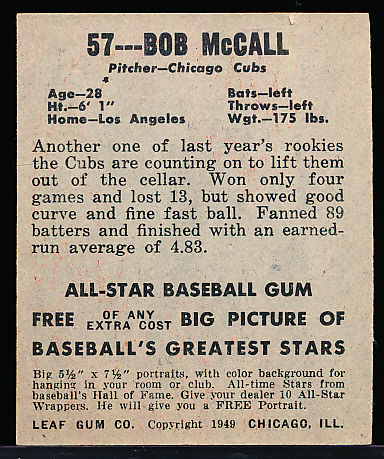 57---BOB McCALL
Pitcher—Chicago Cubs
Age—28 Bats—left
Ht.—6' 1" Throws—left
Home—Los Angeles Wgt.—175 lbs.
Another one of last year's rookies
the Cubs are counting on to lift them
out of the cellar. Won only four
games and lost 13, but showed good
curve and fine fast ball. Fanned 89
batters and finished with an earned-
run average of 4.83.
ALL-STAR BASEBALL GUM
FREE OF ANY EXTRA COST BIG PICTURE OF
BASEBALL'S GREATEST STARS
Big 5½" x 7½" portraits, with color background for
hanging in your room or club. All-time Stars from
baseball's Hall of Fame. Give your dealer 10 All-Star
Wrappers. He will give you a FREE Portrait.
LEAF GUM CO. Copyright 1949 CHICAGO, ILL.